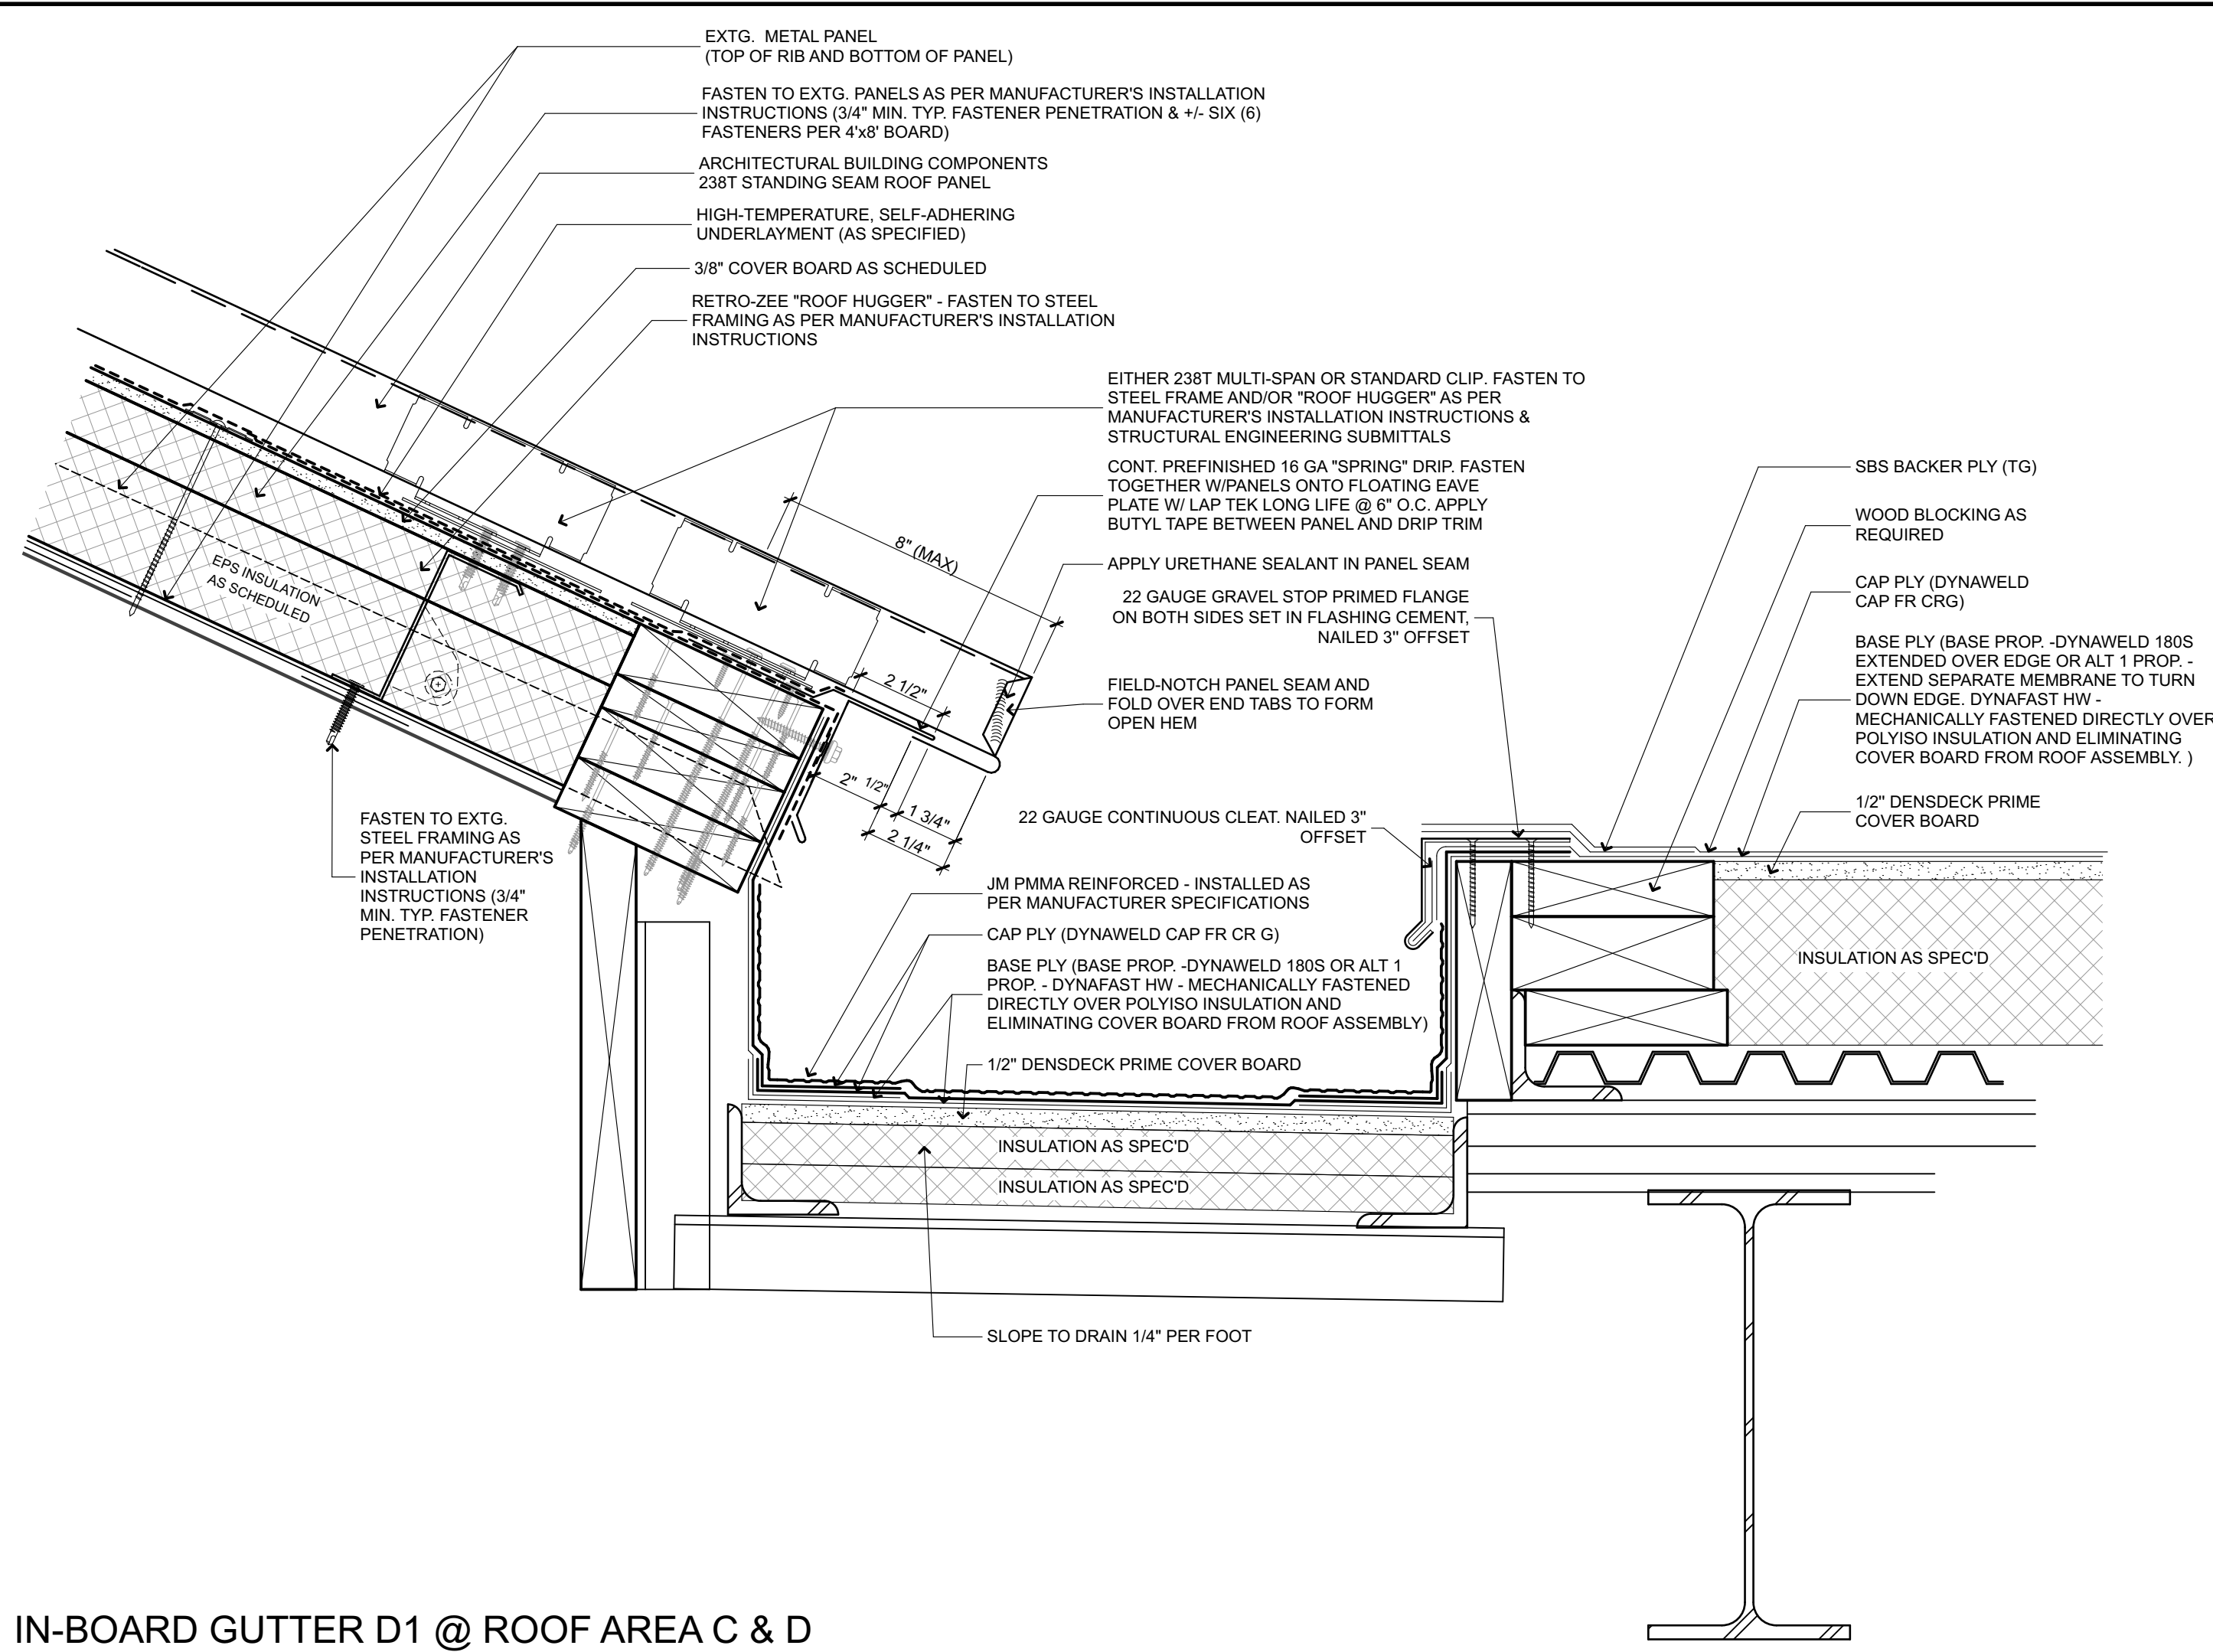 EXTG. METAL PANEL
(TOP OF RIB AND BOTTOM OF PANEL)
FASTEN TO EXTG. PANELS AS PER MANUFACTURER'S INSTALLATION
INSTRUCTIONS (3/4" MIN. TYP. FASTENER PENETRATION & +/- SIX (6)
FASTENERS PER 4'x8' BOARD)
ARCHITECTURAL BUILDING COMPONENTS
238T STANDING SEAM ROOF PANEL
HIGH-TEMPERATURE, SELF-ADHERING
UNDERLAYMENT (AS SPECIFIED)
3/8" COVER BOARD AS SCHEDULED
RETRO-ZEE "ROOF HUGGER" - FASTEN TO STEEL
FRAMING AS PER MANUFACTURER'S INSTALLATION
INSTRUCTIONS
EITHER 238T MULTI-SPAN OR STANDARD CLIP. FASTEN TO
STEEL FRAME AND/OR "ROOF HUGGER" AS PER
MANUFACTURER'S INSTALLATION INSTRUCTIONS &
STRUCTURAL ENGINEERING SUBMITTALS
CONT. PREFINISHED 16 GA "SPRING" DRIP. FASTEN
TOGETHER W/PANELS ONTO FLOATING EAVE
PLATE W/ LAP TEK LONG LIFE @ 6" O.C. APPLY
BUTYL TAPE BETWEEN PANEL AND DRIP TRIM
APPLY URETHANE SEALANT IN PANEL SEAM
22 GAUGE GRAVEL STOP PRIMED FLANGE
ON BOTH SIDES SET IN FLASHING CEMENT,
NAILED 3" OFFSET
FIELD-NOTCH PANEL SEAM AND
FOLD OVER END TABS TO FORM
OPEN HEM
22 GAUGE CONTINUOUS CLEAT. NAILED 3"
OFFSET
SBS BACKER PLY (TG)
WOOD BLOCKING AS
REQUIRED
CAP PLY (DYNAWELD
CAP FR CRG)
BASE PLY (BASE PROP. -DYNAWELD 180S
EXTENDED OVER EDGE OR ALT 1 PROP. -
EXTEND SEPARATE MEMBRANE TO TURN
DOWN EDGE. DYNAFAST HW -
MECHANICALLY FASTENED DIRECTLY OVER
POLYISO INSULATION AND ELIMINATING
COVER BOARD FROM ROOF ASSEMBLY. )
1/2" DENSDECK PRIME
COVER BOARD
8" (MAX)
2 1/2"
2"
1/2"
1 3/4"
2 1/4"
EPS INSULATION
AS SCHEDULED
FASTEN TO EXTG.
STEEL FRAMING AS
PER MANUFACTURER'S
INSTALLATION
INSTRUCTIONS (3/4"
MIN. TYP. FASTENER
PENETRATION)
JM PMMA REINFORCED - INSTALLED AS
PER MANUFACTURER SPECIFICATIONS
CAP PLY (DYNAWELD CAP FR CR G)
BASE PLY (BASE PROP. -DYNAWELD 180S OR ALT 1
PROP. - DYNAFAST HW - MECHANICALLY FASTENED
DIRECTLY OVER POLYISO INSULATION AND
ELIMINATING COVER BOARD FROM ROOF ASSEMBLY)
1/2" DENSDECK PRIME COVER BOARD
INSULATION AS SPEC'D
INSULATION AS SPEC'D
INSULATION AS SPEC'D
SLOPE TO DRAIN 1/4" PER FOOT
IN-BOARD GUTTER D1 @ ROOF AREA C & D